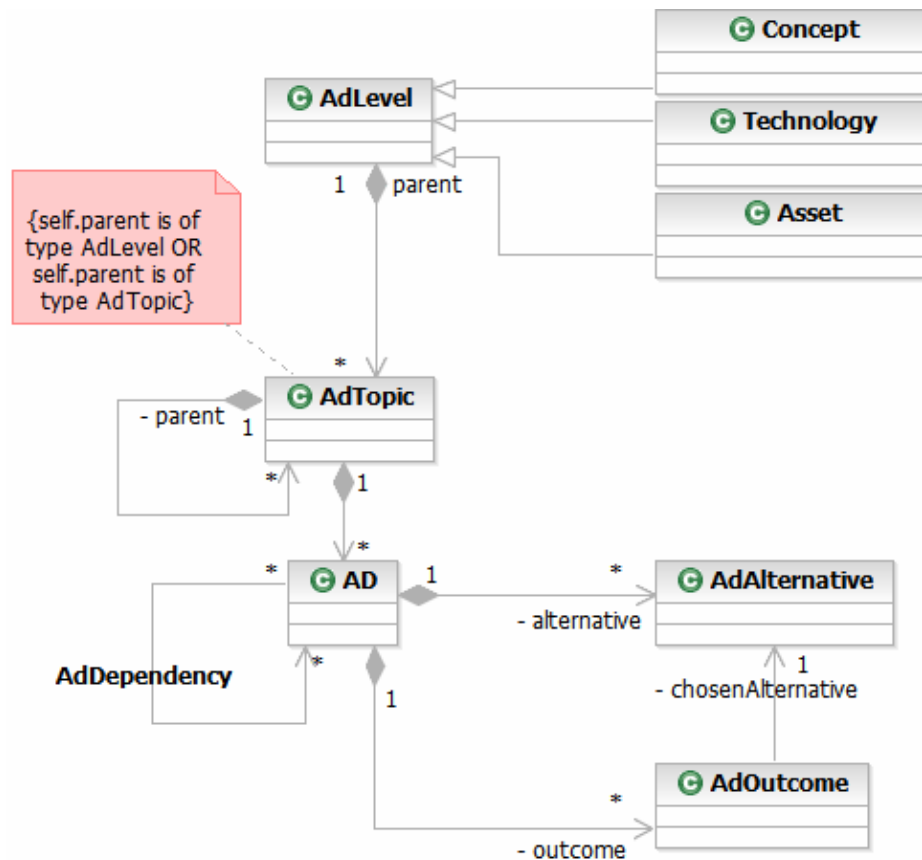 C Concept
C AdLevel
C Technology
1
parent
C Asset
{self.parent is of
type AdLevel OR
self.parent is of
type AdTopic}
*
C AdTopic
- parent
1
*
1
*
*
C AD
1
*
C AdAlternative
- alternative
AdDependency
*
1
1
- chosenAlternative
C AdOutcome
*
- outcome